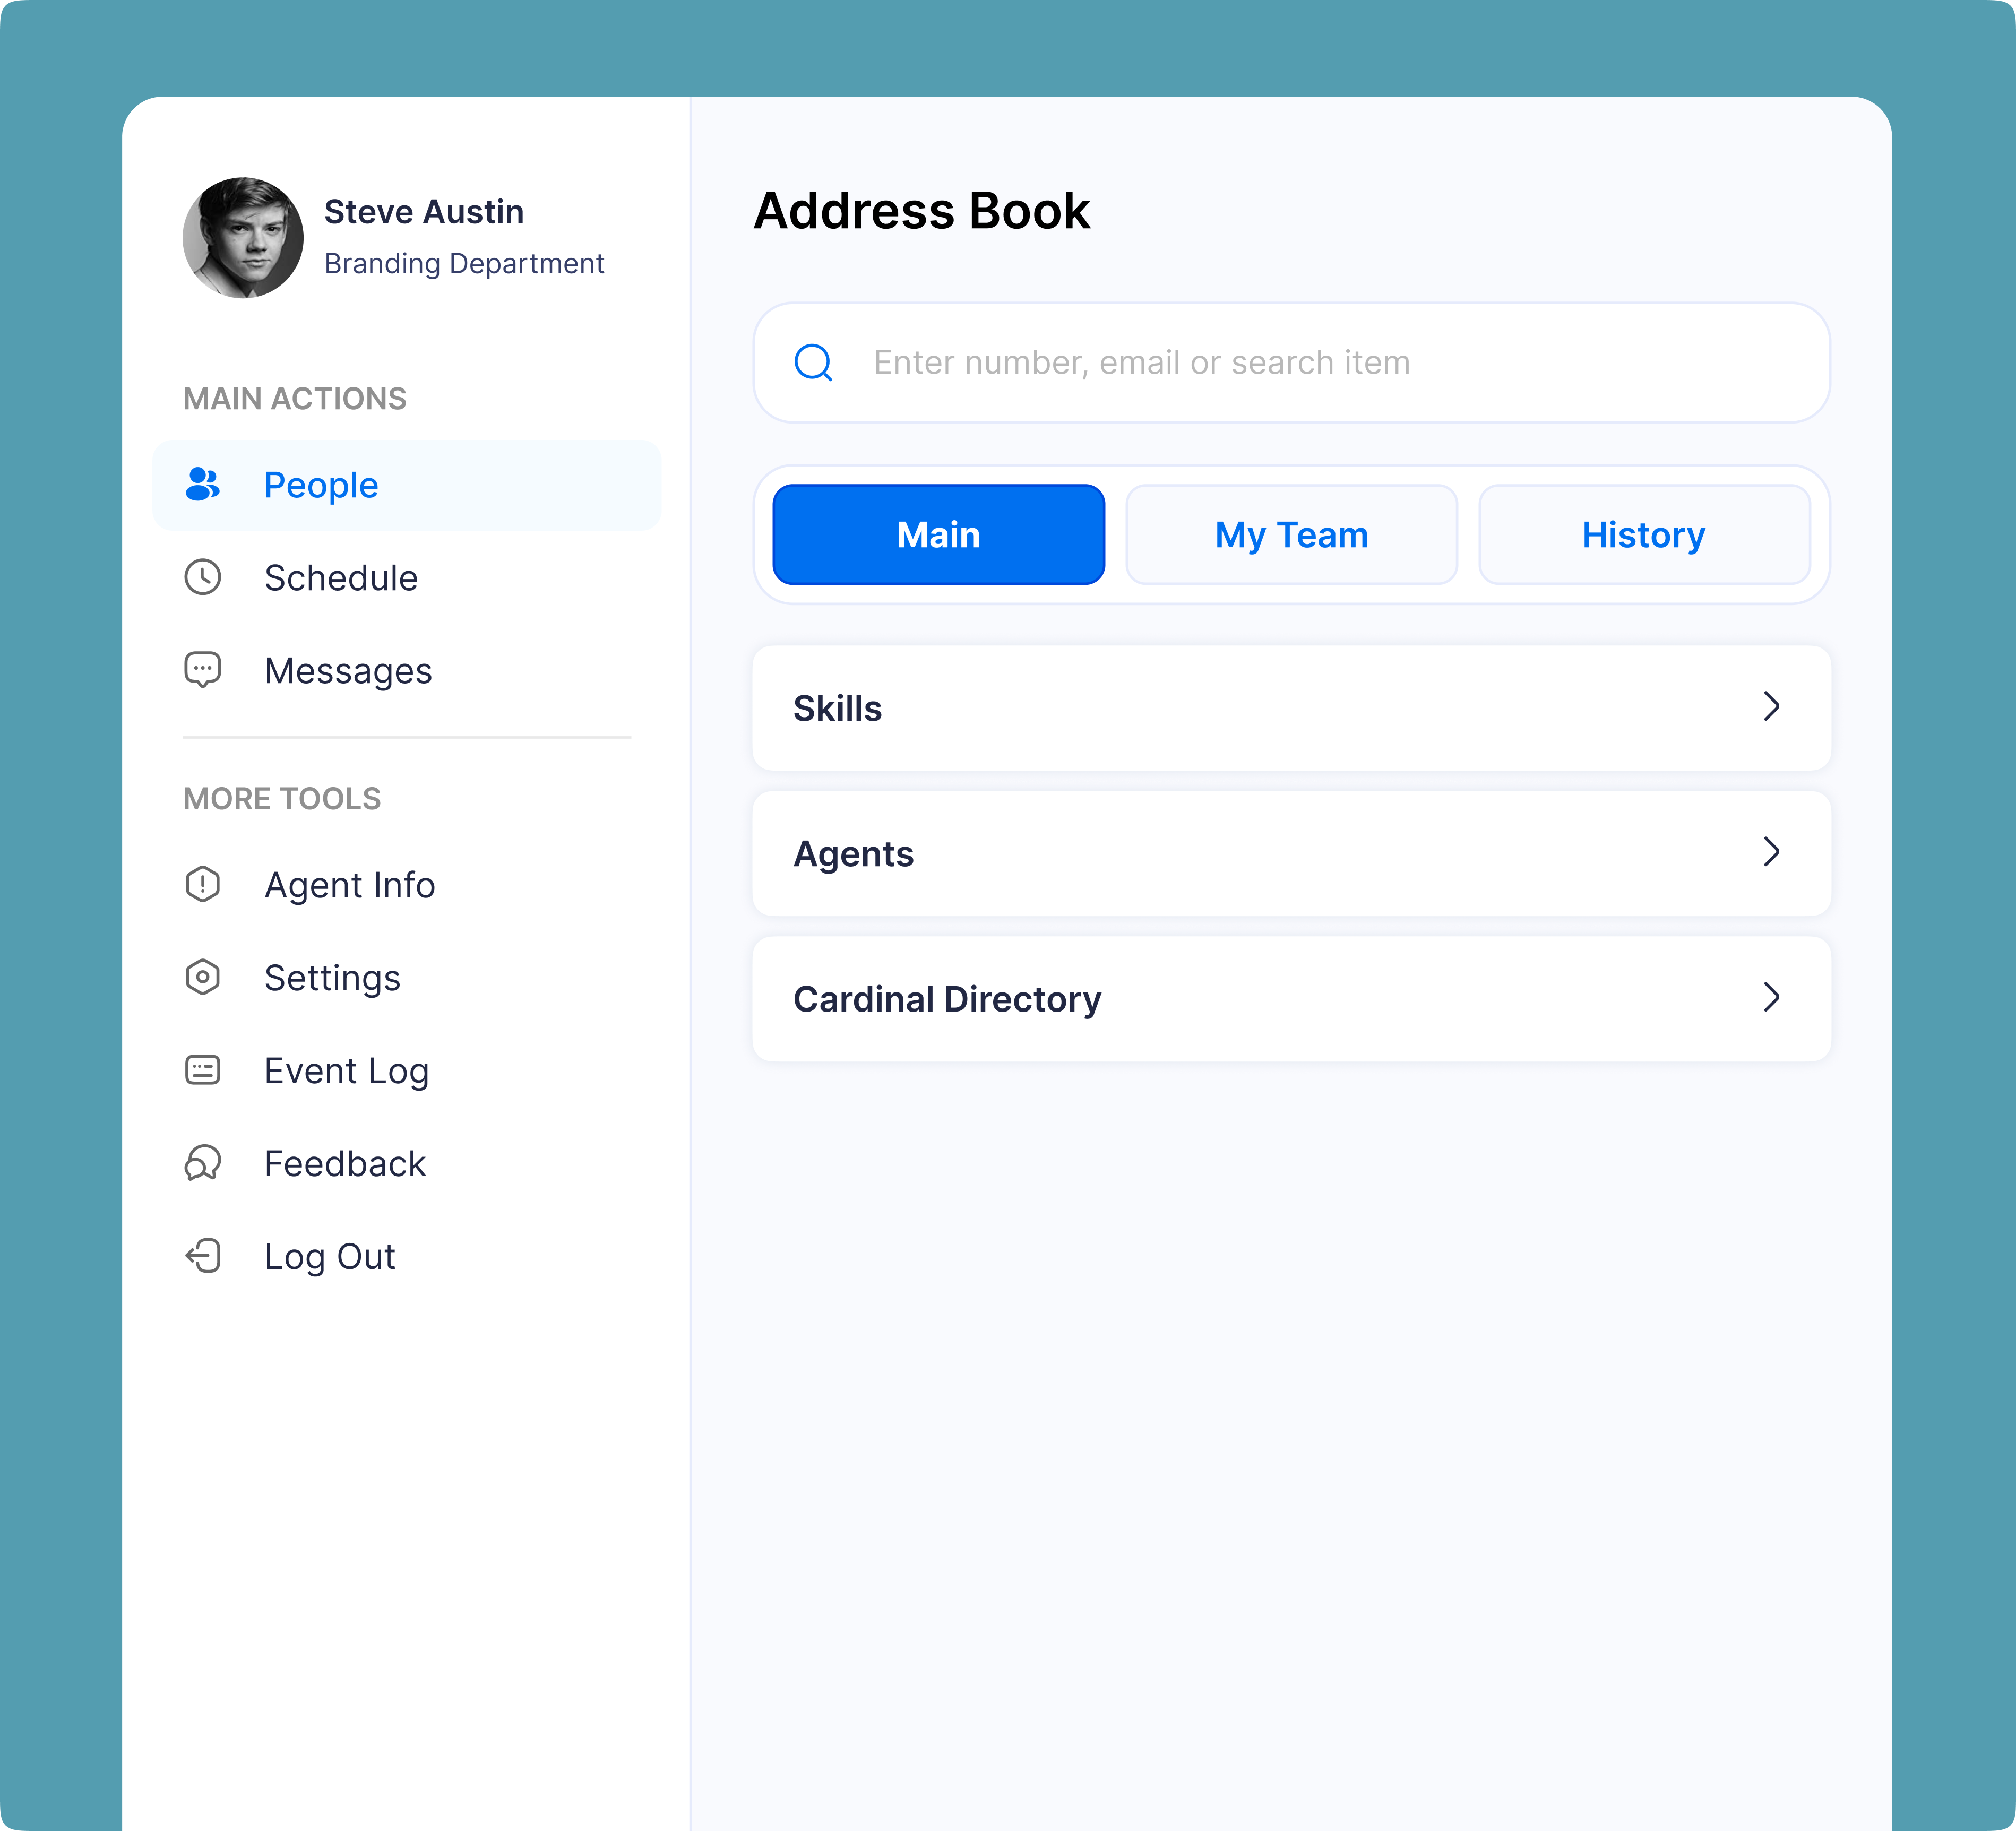 Steve Austin
Branding Department
MAIN ACTIONS
People
Schedule
Messages
MORE TOOLS
Agent Info
Settings
Event Log
Feedback
Log Out
Address Book
Enter number, email or search item
Main
My Team
History
Skills
Agents
Cardinal Directory